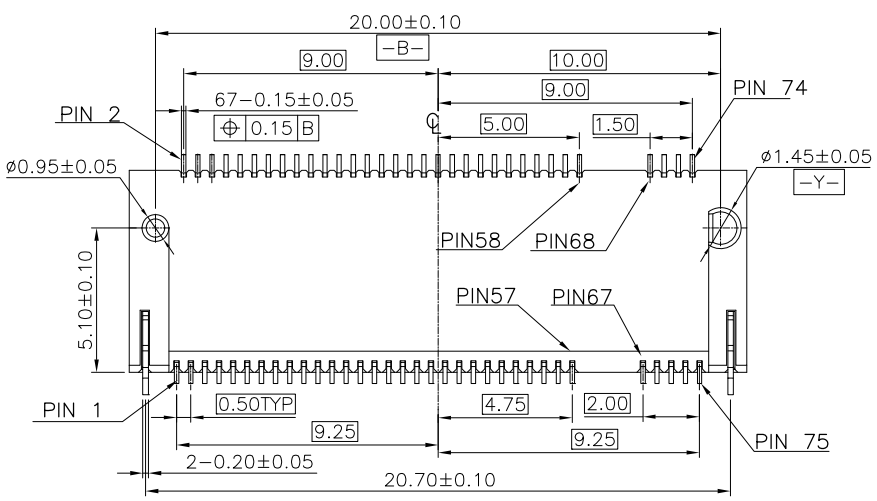 20.00±0.10
-B-
9.00
10.00
PIN 74
67-0.15±0.05
9.00
PIN 2
⌖ 0.15 B
℄
5.00
1.50
ø0.95±0.05
ø1.45±0.05
-Y-
PIN58
PIN68
5.10±0.10
PIN57
PIN67
PIN 1
0.50TYP
4.75
2.00
9.25
9.25
PIN 75
2-0.20±0.05
20.70±0.10